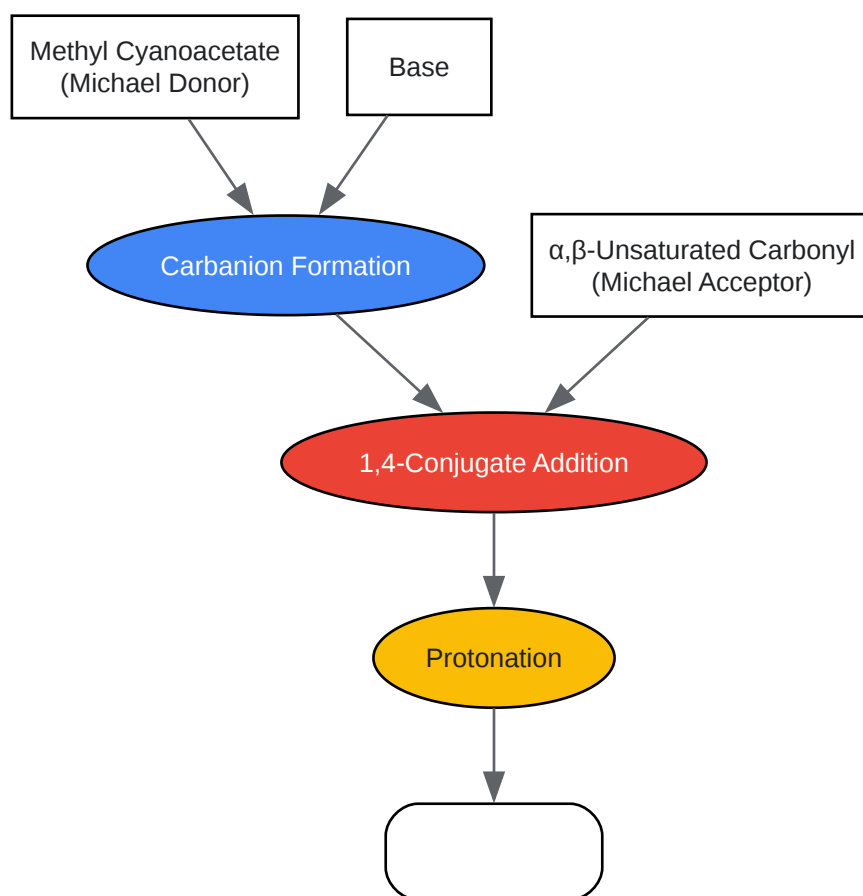 Methyl Cyanoacetate
(Michael Donor)
Base
Carbanion Formation
α,β-Unsaturated Carbonyl
(Michael Acceptor)
1,4-Conjugate Addition
Protonation